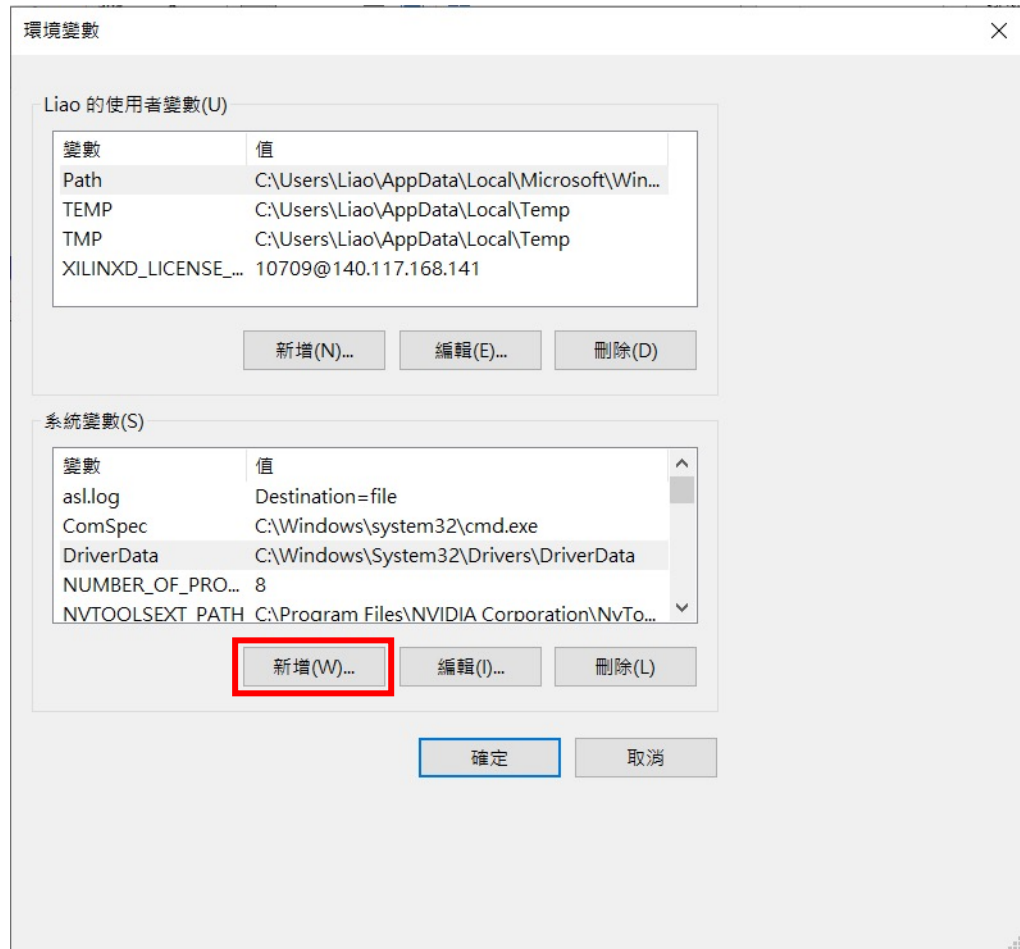 環境變數
Liao 的使用者變數(U)
變數 值
Path C:\Users\Liao\AppData\Local\Microsoft\Win...
TEMP C:\Users\Liao\AppData\Local\Temp
TMP C:\Users\Liao\AppData\Local\Temp
XILINXD_LICENSE_... 10709@140.117.168.141
新增(N)... 編輯(E)... 刪除(D)
系統變數(S)
變數 值
asl.log Destination=file
ComSpec C:\Windows\system32\cmd.exe
DriverData C:\Windows\System32\Drivers\DriverData
NUMBER_OF_PRO... 8
NVTOOLSEXT_PATH C:\Program Files\NVIDIA Corporation\NvTo...
新增(W)... 編輯(I)... 刪除(L)
確定 取消